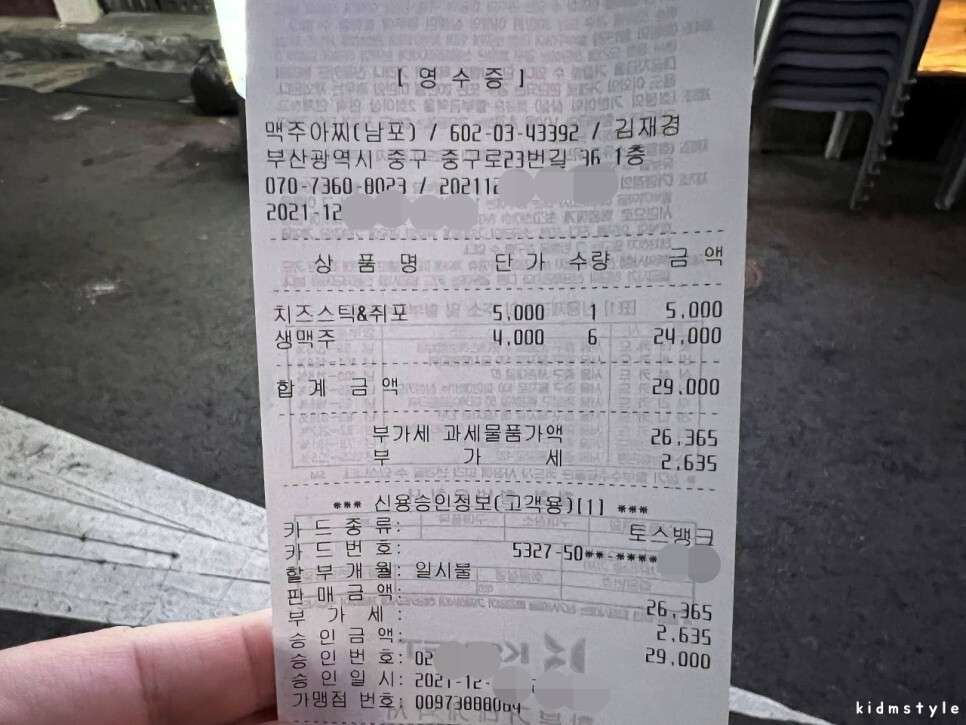 [ 영 수 증 ]
맥주아찌(남포) / 602-03-43392 / 김재경
부산광역시 중구 중구로23번길 36 1층
070-7360-8023 / 202112
2021-12
상 품 명 단 가 수량 금 액
치즈스틱&쥐포 5,000 1 5,000
생맥주 4,000 6 24,000
합 계 금 액 29,000
부가세 과세물품가액 26,365
부 가 세 2,635
*** 신용승인정보(고객용)[1] ***
카 드 종 류: 토스뱅크
카 드 번 호: 5327-50**-****
할 부 개 월: 일시불
판 매 금 액: 26,365
부 가 세 : 2,635
승 인 금 액: 29,000
승 인 번 호: 02
승 인 일 시: 2021-12-
가맹점 번호:
kidmstyle